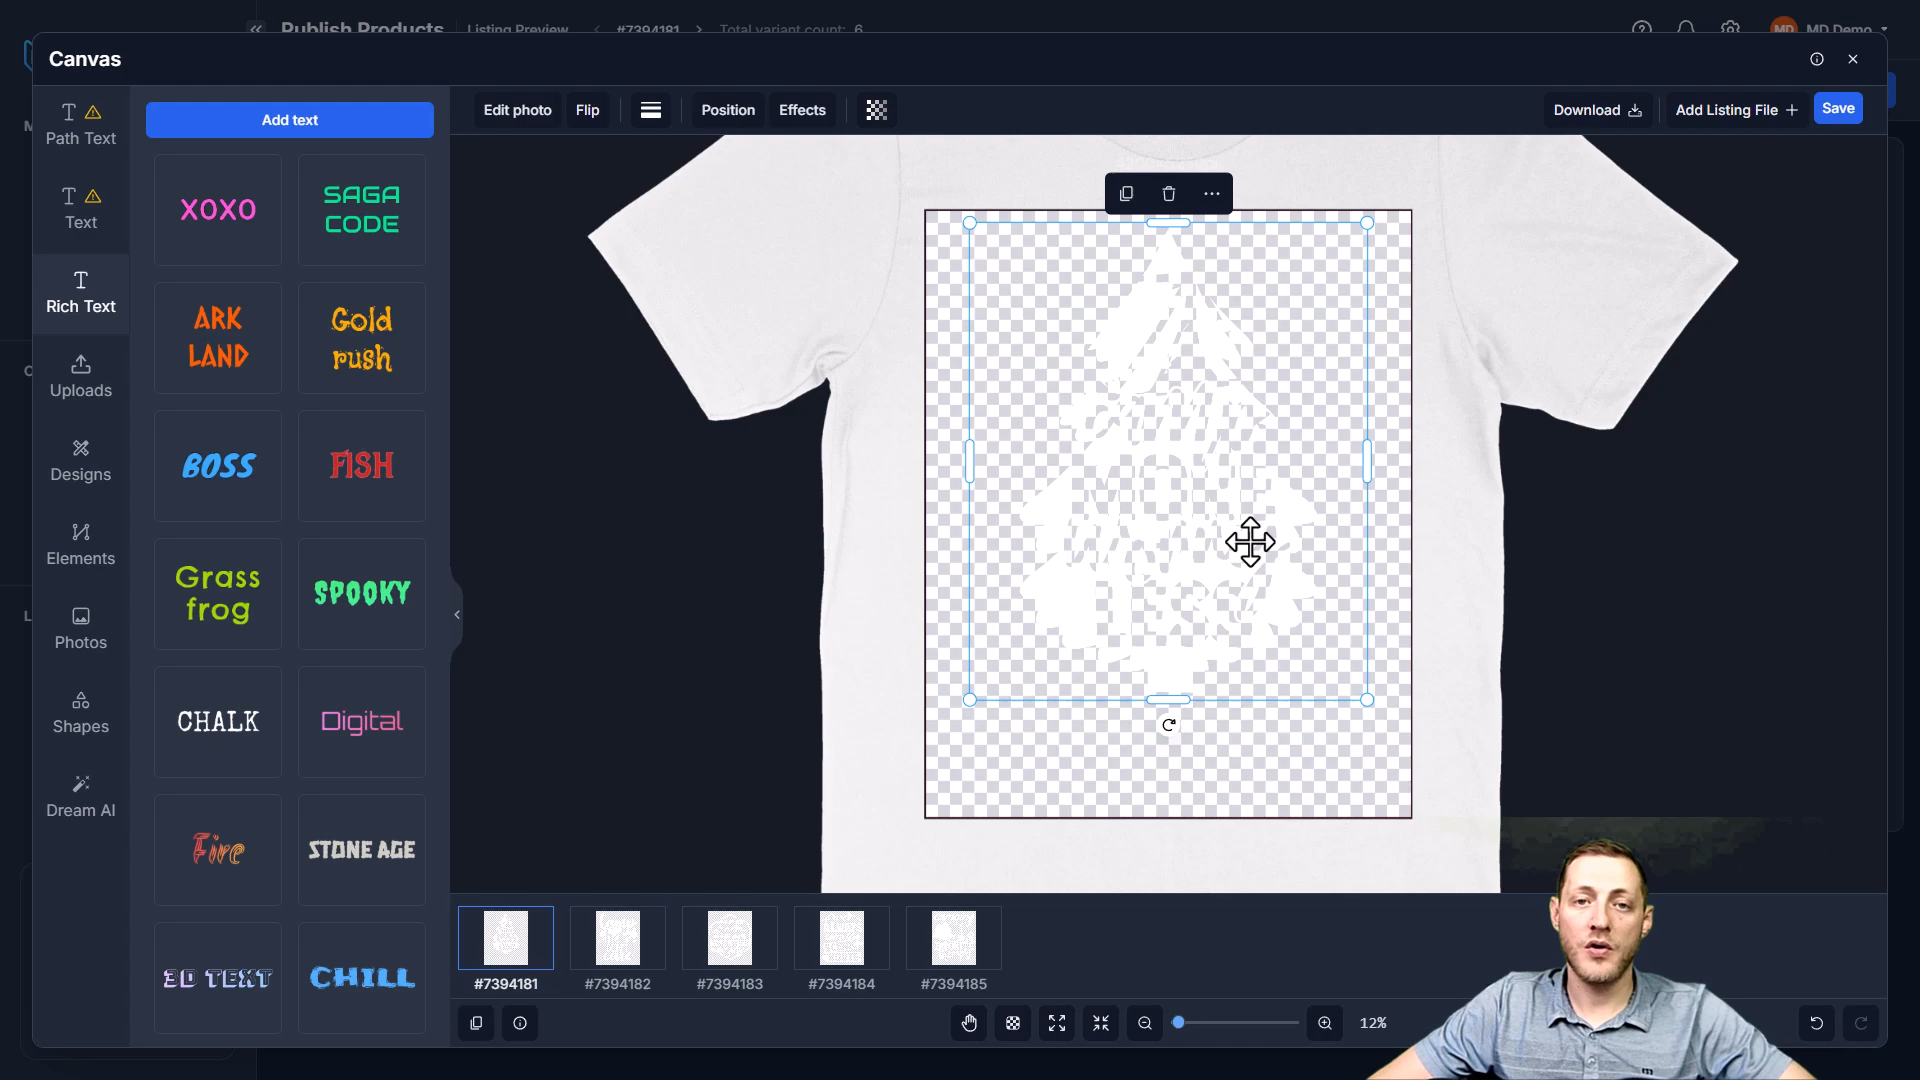 Publish Products
Listing Preview
#7394181
Total variant count: 6
MD
MD Demo
Canvas
Path Text
Text
Rich Text
Uploads
Designs
Elements
Photos
Shapes
Dream AI
Add text
XOXO
SAGA
CODE
ARK
LAND
Gold
rush
BOSS
FISH
Grass
frog
SPOOKY
CHALK
Digital
Fire
STONE AGE
3D TEXT
CHILL
Edit photo
Flip
Position
Effects
Download
Add Listing File
Save
#7394181
#7394182
#7394183
#7394184
#7394185
12%